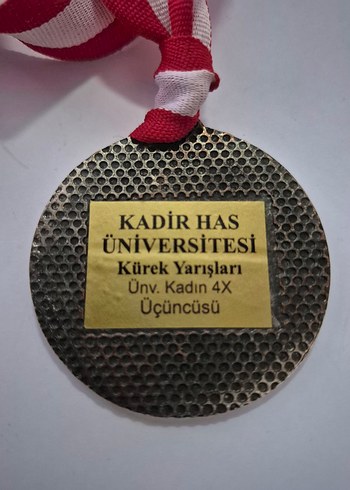 KADİR HAS
ÜNİVERSİTESİ
Kürek Yarışları
Ünv. Kadın 4X
Üçüncüsü